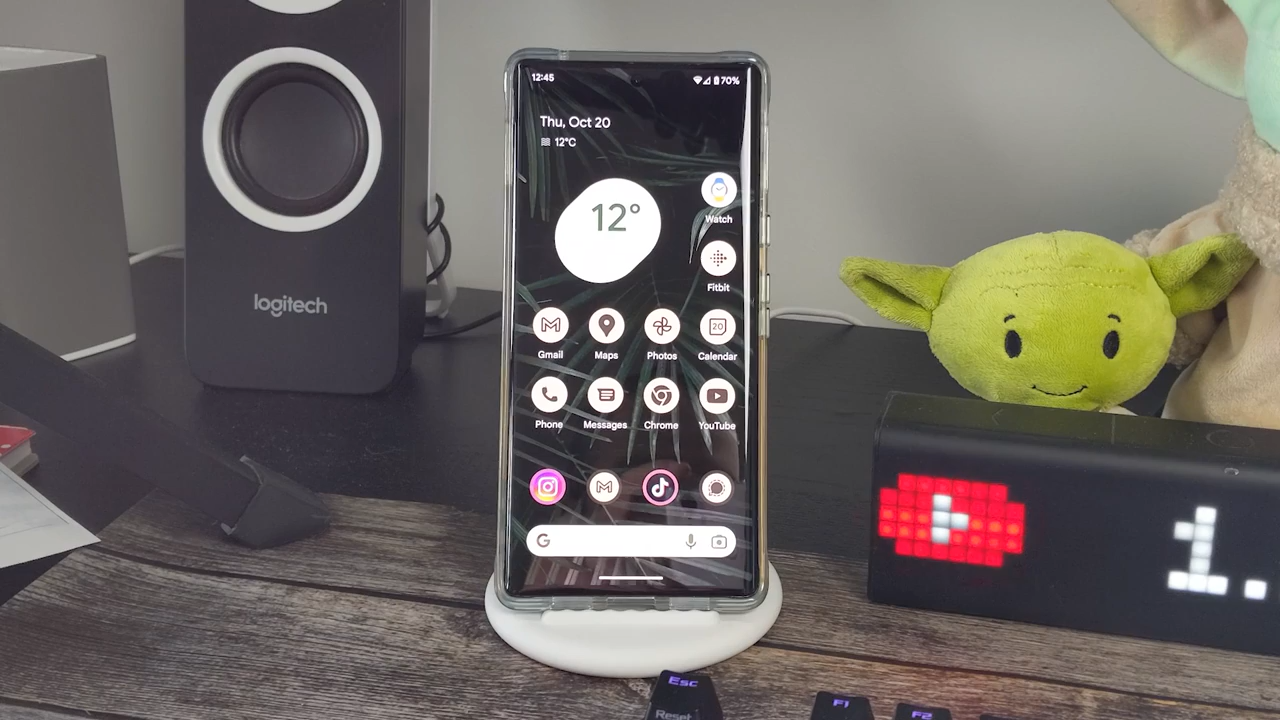 logitech
12:45
70%
Thu, Oct 20
12°C
12°
Watch
Fitbit
20
Gmail
Maps
Photos
Calendar
Phone
Messages
Chrome
YouTube
G
1.
Esc
Reset
F1
F2